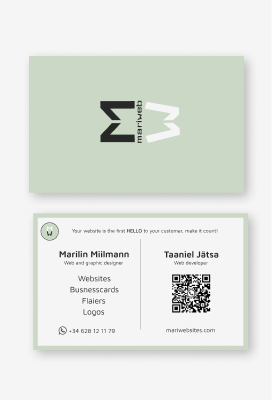 mariweb
Your website is the first HELLO to your customer, make it count!
Marilin Miilmann
Web and graphic designer
Websites
Busnesscards
Flaiers
Logos
+34 628 12 11 79
Taaniel Jätsa
Web developer
mariwebsites.com